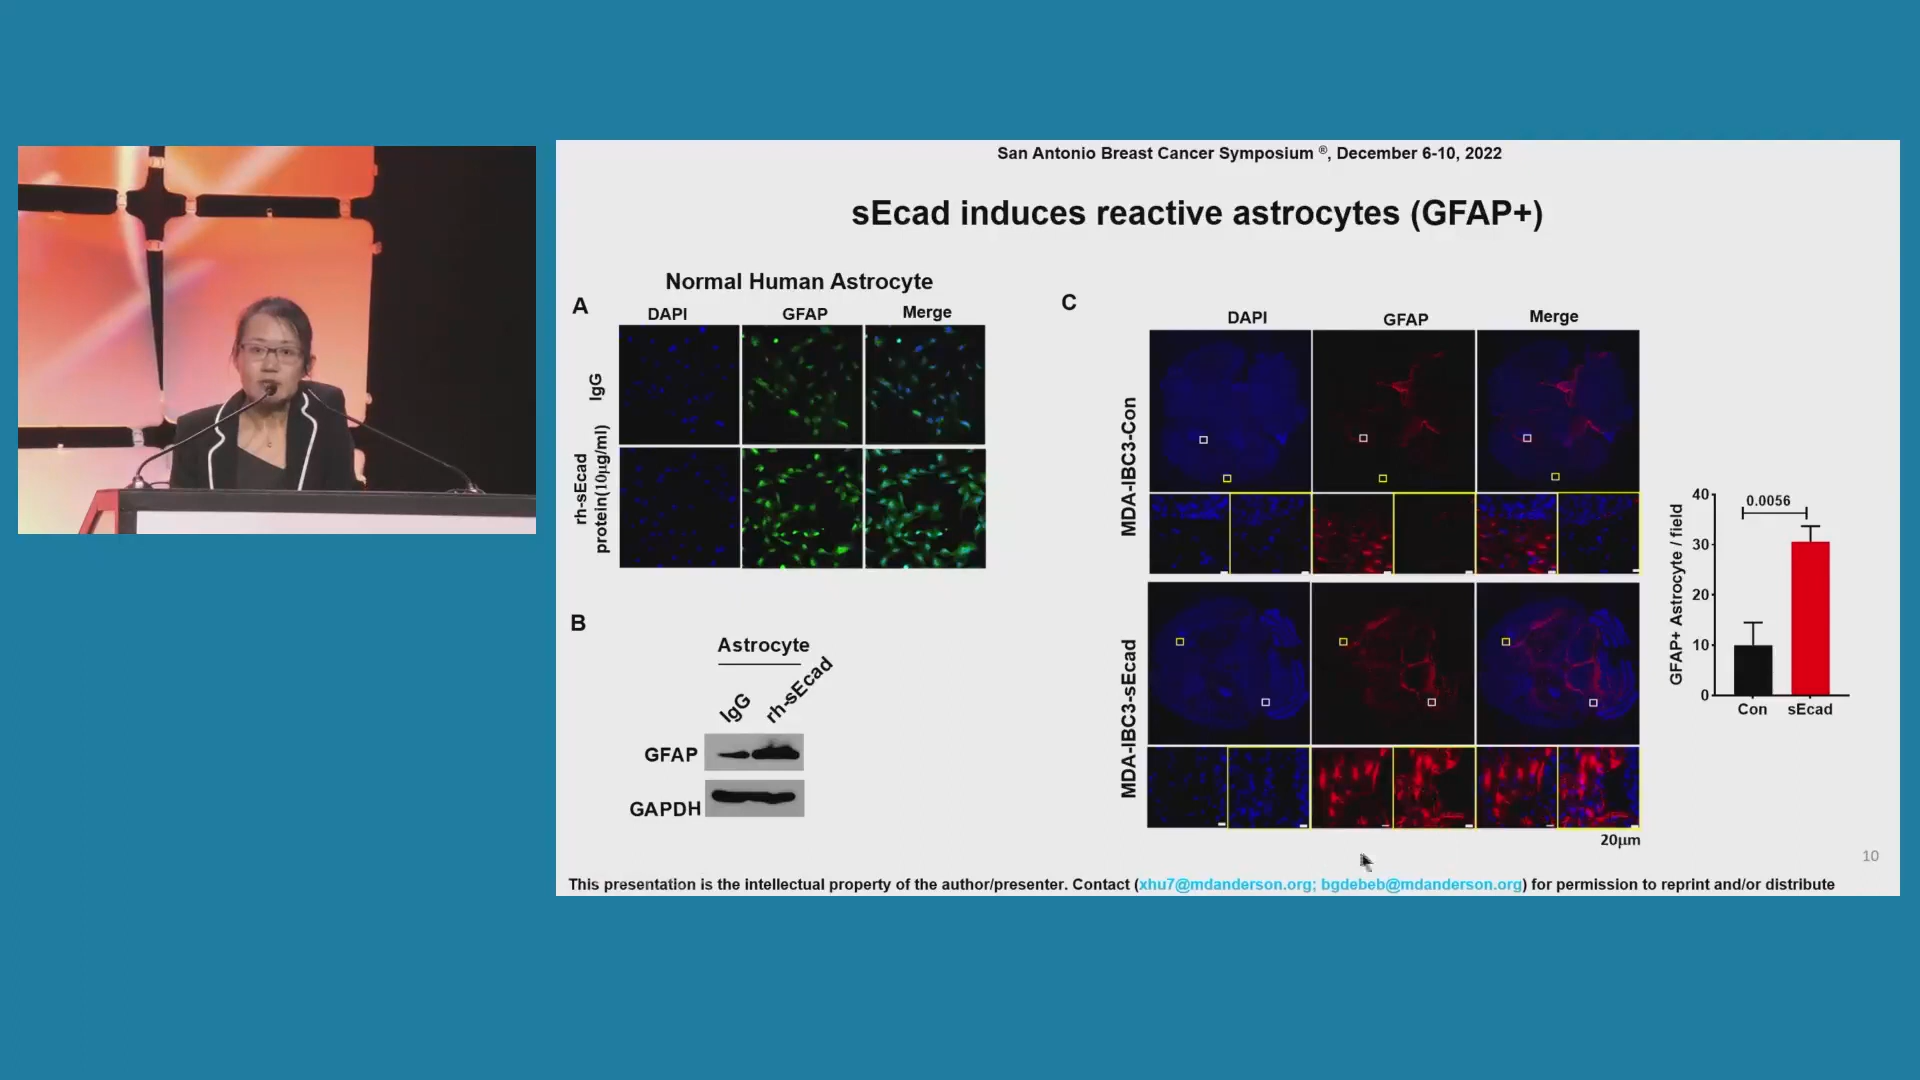 San Antonio Breast Cancer Symposium ®, December 6-10, 2022
sEcad induces reactive astrocytes (GFAP+)
Normal Human Astrocyte
A
DAPI GFAP Merge
IgG
rh-sEcad
protein(10µg/ml)
B
Astrocyte
IgG rh-sEcad
GFAP
GAPDH
C
DAPI GFAP Merge
MDA-IBC3-Con
MDA-IBC3-sEcad
20µm
GFAP+ Astrocyte / field
40
30
20
10
0
0.0056
Con sEcad
10
This presentation is the intellectual property of the author/presenter. Contact (xhu7@mdanderson.org; bgdebeb@mdanderson.org) for permission to reprint and/or distribute